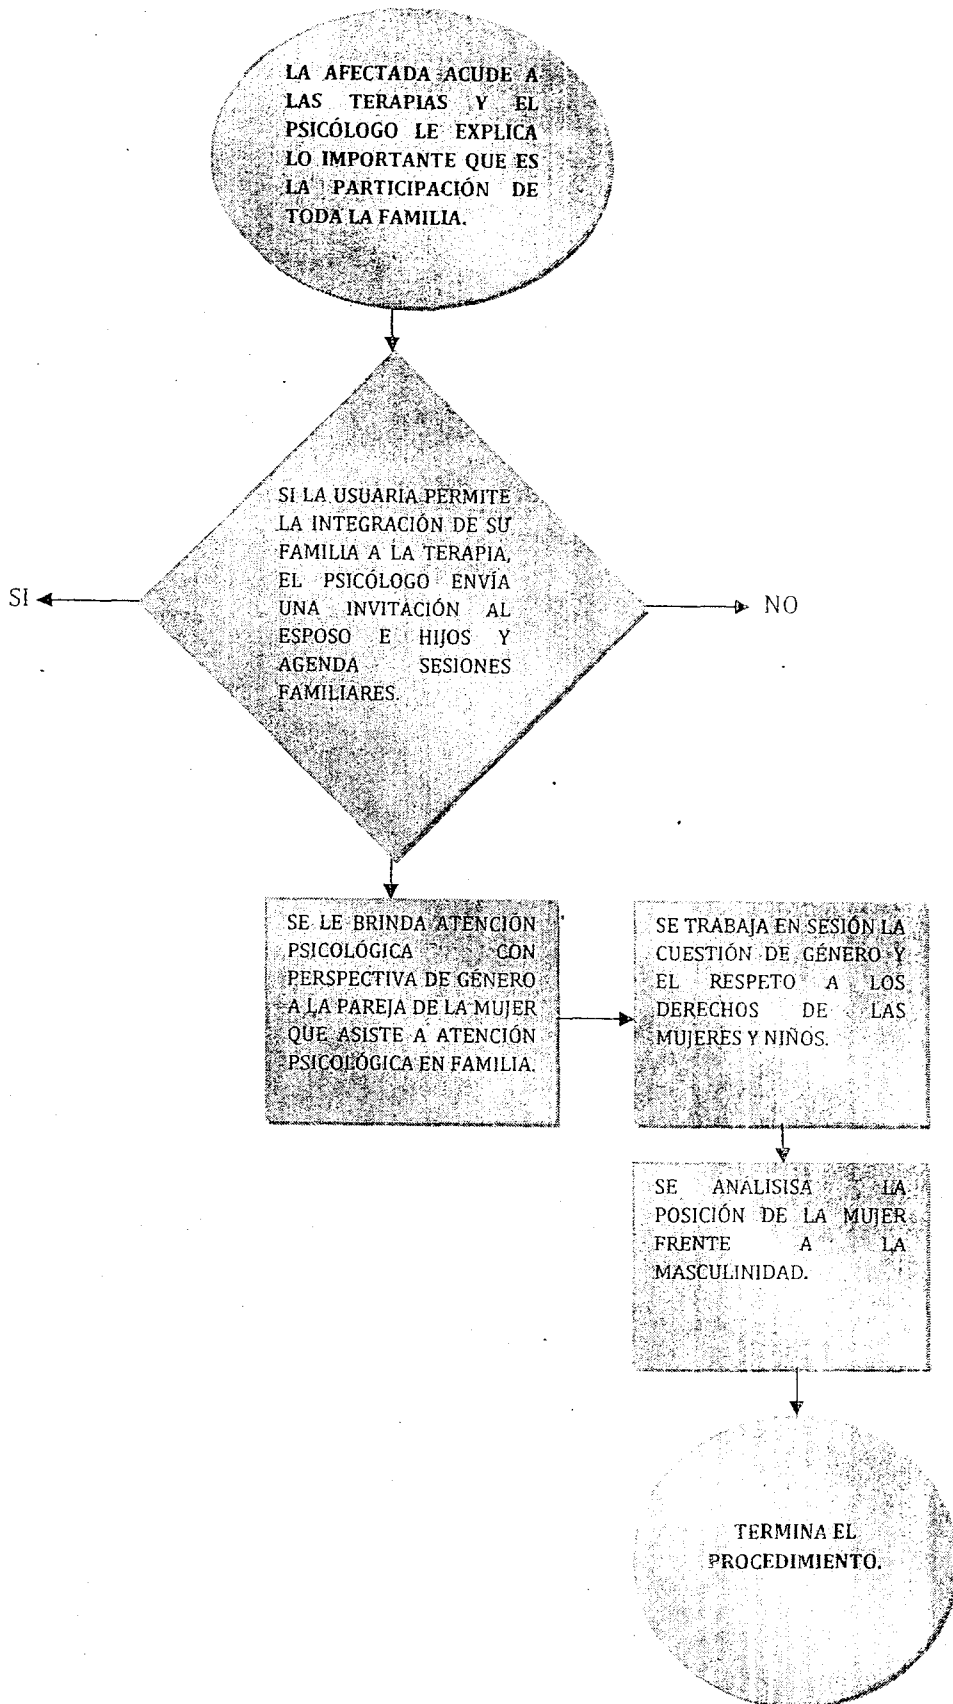 LA AFECTADA ACUDE A
LAS TERAPIAS Y EL
PSICÓLOGO LE EXPLICA
LO IMPORTANTE QUE ES
LA PARTICIPACIÓN DE
TODA LA FAMILIA.
SI LA USUARIA PERMITE
LA INTEGRACIÓN DE SU
FAMILIA A LA TERAPIA,
EL PSICÓLOGO ENVÍA
UNA INVITACIÓN AL
ESPOSO E HIJOS Y
AGENDA SESIONES
FAMILIARES.
SI
NO
SE LE BRINDA ATENCIÓN
PSICOLÓGICA CON
PERSPECTIVA DE GÉNERO
A LA PAREJA DE LA MUJER
QUE ASISTE A ATENCIÓN
PSICOLÓGICA EN FAMILIA.
SE TRABAJA EN SESIÓN LA
CUESTIÓN DE GÉNERO Y
EL RESPETO A LOS
DERECHOS DE LAS
MUJERES Y NIÑOS.
SE ANÁLISISA LA
POSICIÓN DE LA MUJER
FRENTE A LA
MASCULINIDAD.
TERMINA EL
PROCEDIMIENTO.